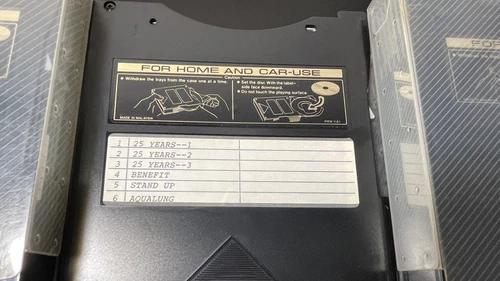 FOR HOME AND CAR-USE
Caution
● Withdraw the trays from the case one at a time.
● Set the disc With the label-
side face downward.
● Do not touch the playing surface.
MADE IN MALAYSIA
1 25 YEARS--1
2 25 YEARS--2
3 25 YEARS--3
4 BENEFIT
5 STAND UP
6 AQUALUNG